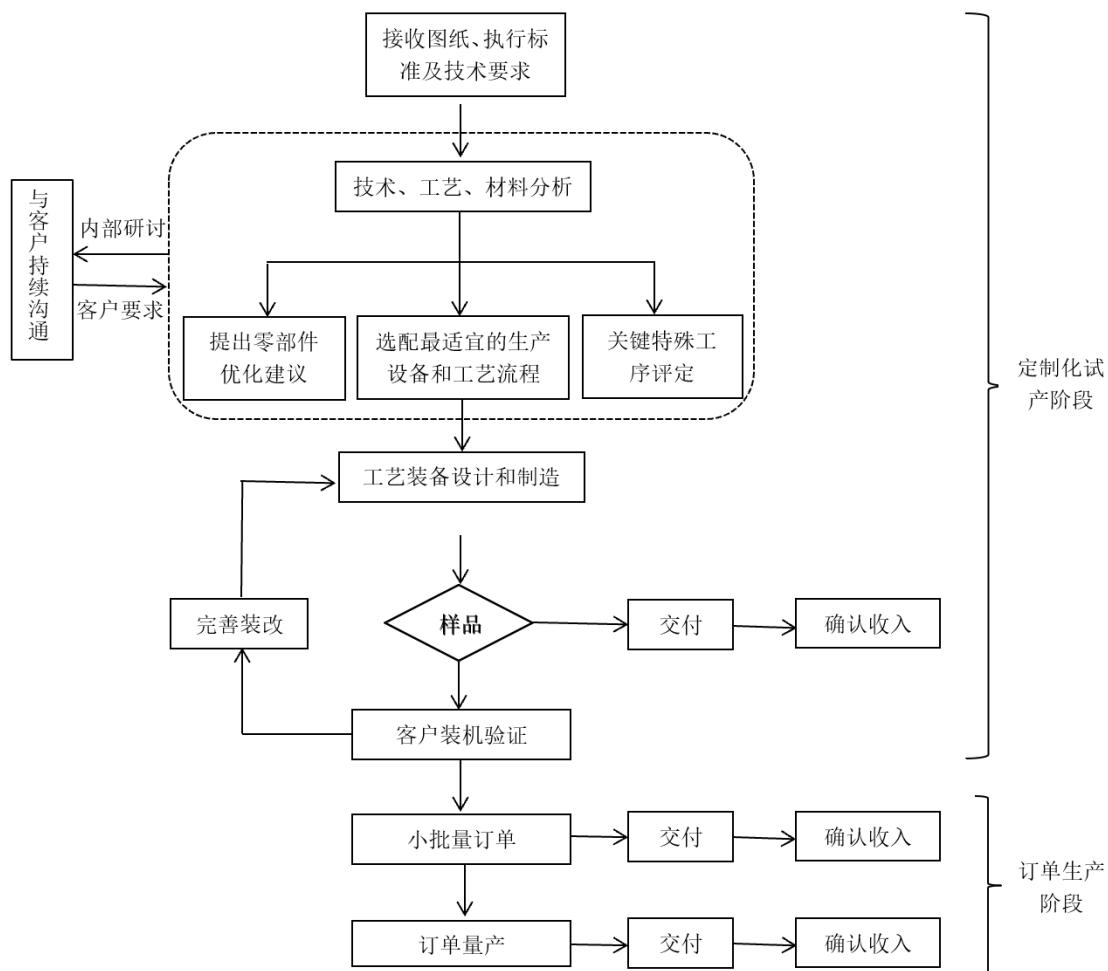 接收图纸、执行标
准及技术要求
技术、工艺、材料分析
与客户持续沟通
内部研讨
客户要求
提出零部件
优化建议
选配最适宜的生产
设备和工艺流程
关键特殊工
序评定
定制化试
产阶段
工艺装备设计和制造
完善装改
样品
交付
确认收入
客户装机验证
小批量订单
交付
确认收入
订单生产
阶段
订单量产
交付
确认收入